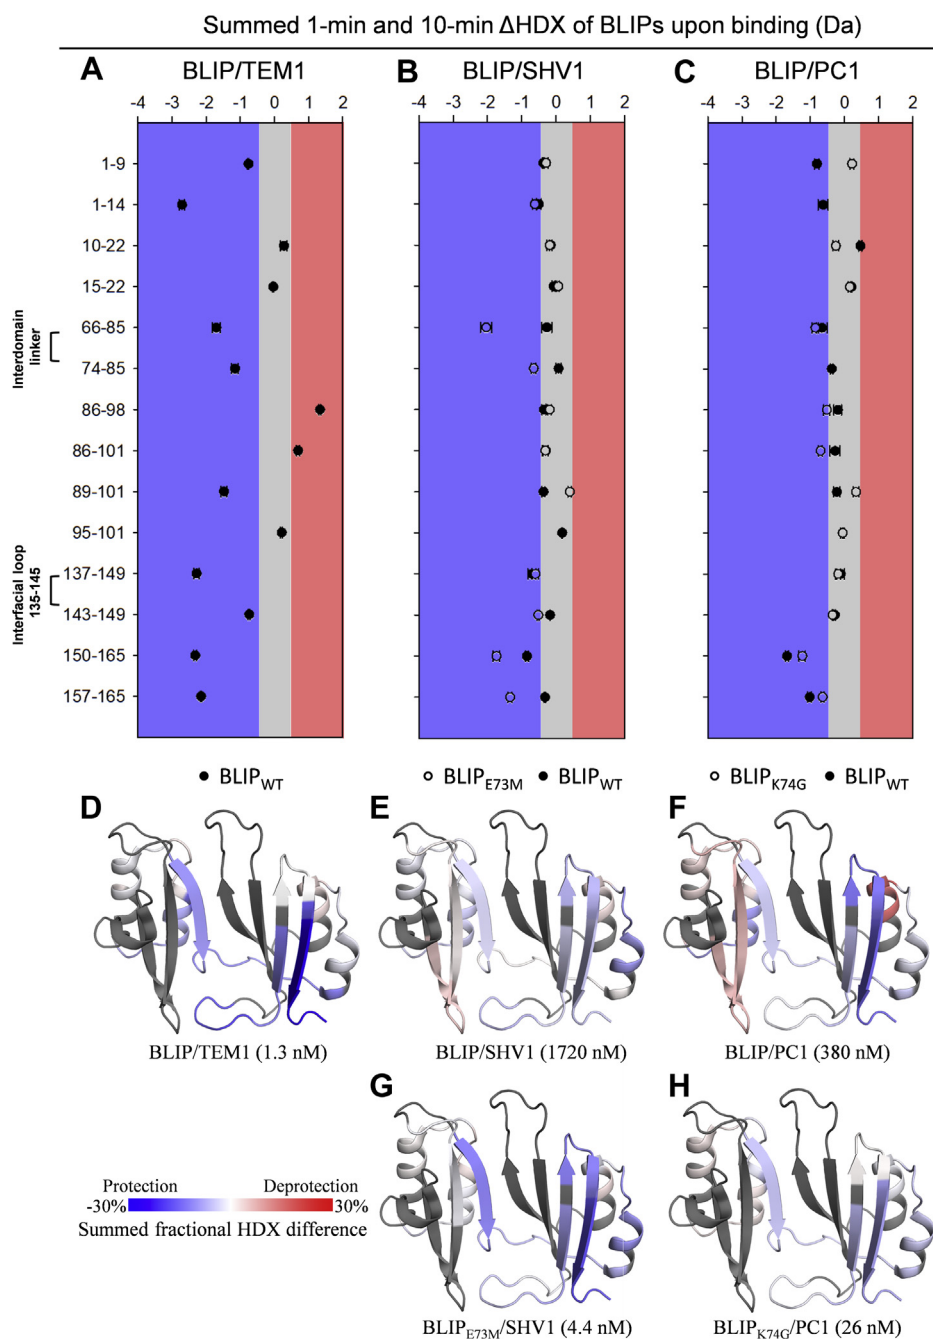 Summed 1-min and 10-min ΔHDX of BLIPs upon binding (Da)
A B C
BLIP/TEM1 BLIP/SHV1 BLIP/PC1
-4 -3 -2 -1 0 1 2 -4 -3 -2 -1 0 1 2 -4 -3 -2 -1 0 1 2
1-9
1-14
10-22
15-22
Interdomain
linker
66-85
74-85
86-98
86-101
89-101
95-101
Interfacial loop
135-145
137-149
143-149
150-165
157-165
● BLIPWT ○ BLIPE73M ● BLIPWT ○ BLIPK74G ● BLIPWT
D E F
BLIP/TEM1 (1.3 nM) BLIP/SHV1 (1720 nM) BLIP/PC1 (380 nM)
G H
Protection Deprotection
-30% 30%
Summed fractional HDX difference
BLIPE73M/SHV1 (4.4 nM) BLIPK74G/PC1 (26 nM)